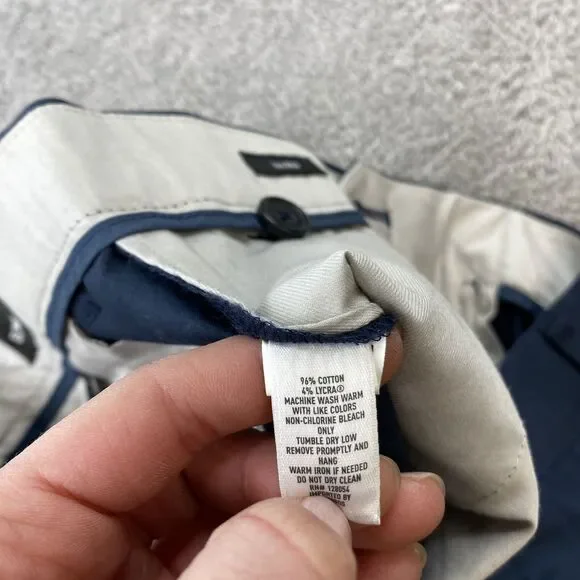 96% COTTON
4% LYCRA®
MACHINE WASH WARM
WITH LIKE COLORS
NON-CHLORINE BLEACH
ONLY
TUMBLE DRY LOW
REMOVE PROMPTLY AND
HANG
WARM IRON IF NEEDED
DO NOT DRY CLEAN
RN# 128054
IMPORTED BY